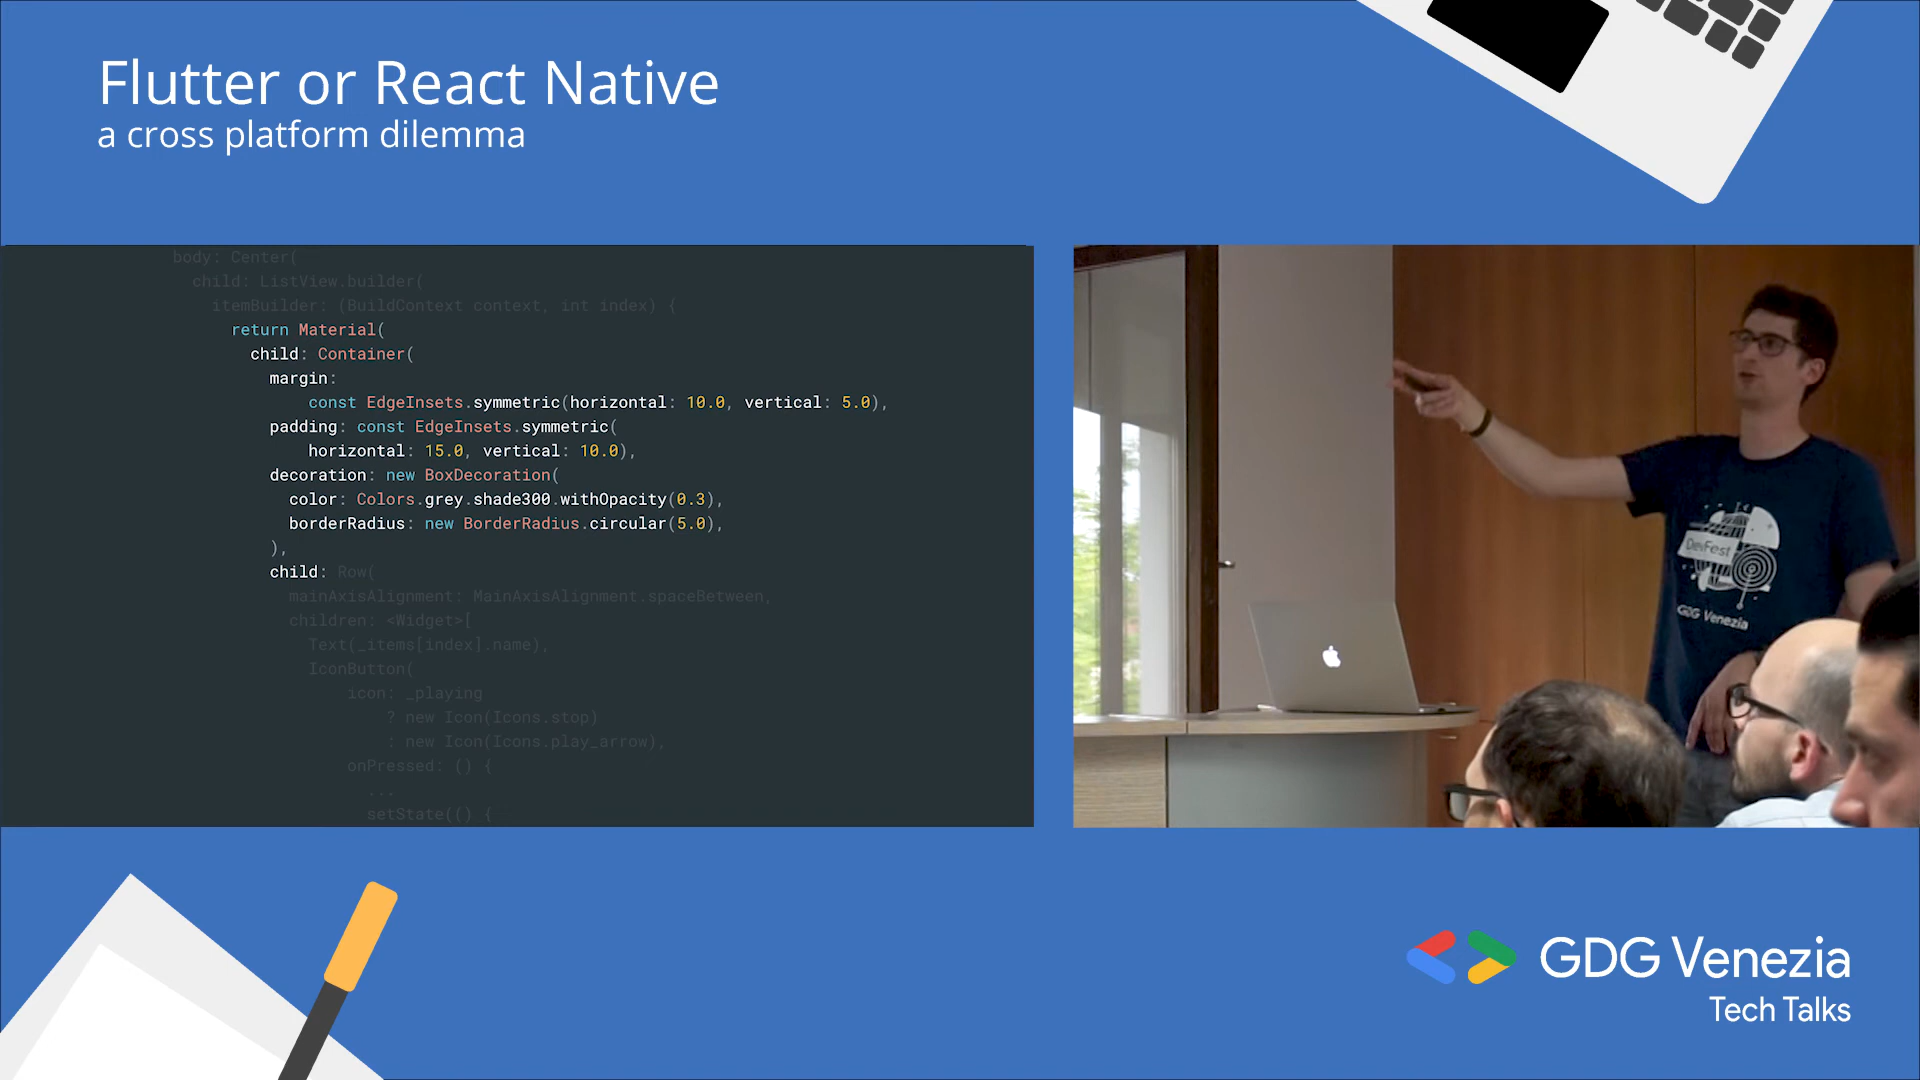 Flutter or React Native
a cross platform dilemma
body: Center(
child: ListView.builder(
itemBuilder: (BuildContext context, int index) {
return Material(
child: Container(
margin:
const EdgeInsets.symmetric(horizontal: 10.0, vertical: 5.0),
padding: const EdgeInsets.symmetric(
horizontal: 15.0, vertical: 10.0),
decoration: new BoxDecoration(
color: Colors.grey.shade300.withOpacity(0.3),
borderRadius: new BorderRadius.circular(5.0),
),
child: Row(
mainAxisAlignment: MainAxisAlignment.spaceBetween,
children: <Widget>[
Text(_items[index].name),
IconButton(
icon: _playing
? new Icon(Icons.stop)
: new Icon(Icons.play_arrow),
onPressed: () {
...
setState(() {
DevFest
GDG Venezia
GDG Venezia
Tech Talks